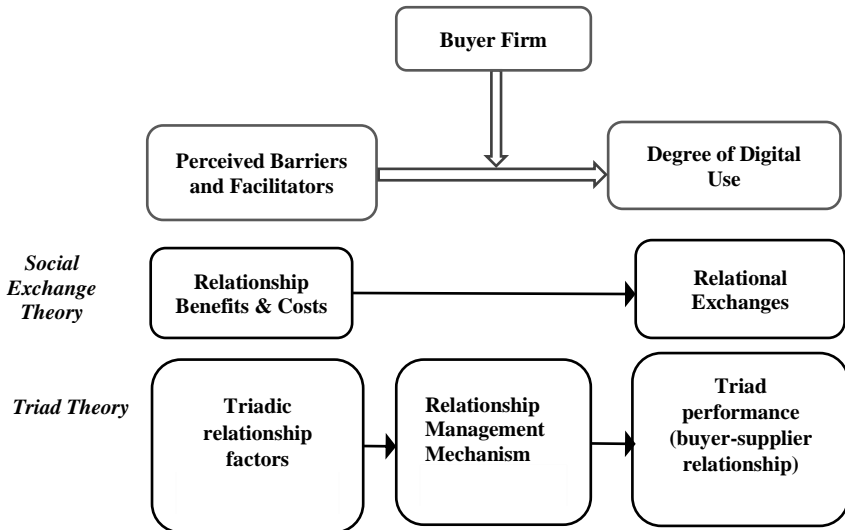 Buyer Firm
Perceived Barriers
and Facilitators
Degree of Digital
Use
Social
Exchange
Theory
Relationship
Benefits & Costs
Relational
Exchanges
Triad Theory
Triadic
relationship
factors
Relationship
Management
Mechanism
Triad
performance
(buyer-supplier
relationship)